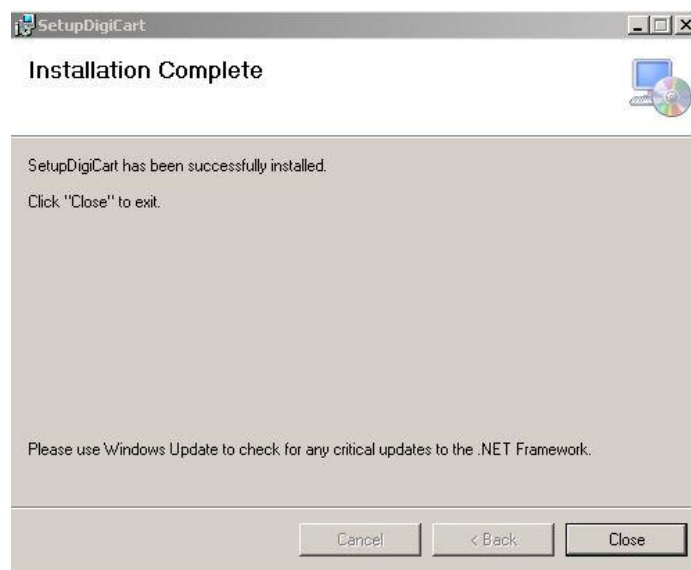 SetupDigiCart
Installation Complete
SetupDigiCart has been successfully installed.
Click "Close" to exit.
Please use Windows Update to check for any critical updates to the .NET Framework.
Cancel
< Back
Close